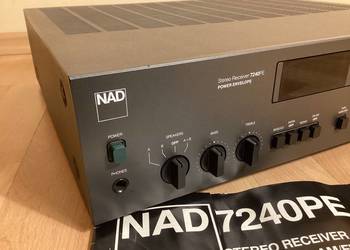 NAD
Stereo Receiver 7240PE
POWER ENVELOPE
POWER
SPEAKERS
BASS
TREBLE
A
B
OFF
A+B
PHONES
NAD 7240PE
STEREO RECEIVER